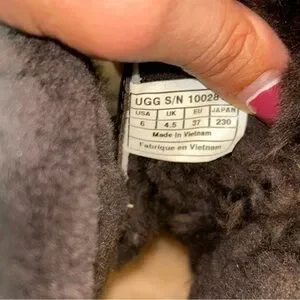 UGG S/N 10028
USA UK EU JAPAN
6 4.5 37 230
Made in Vietnam
Fabriqué en Vietnam